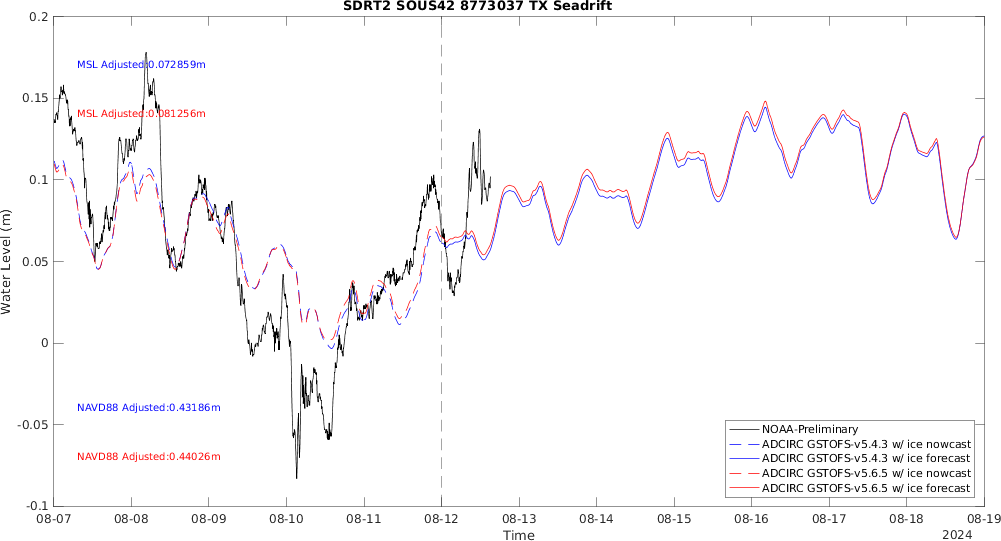 SDRT2 SOUS42 8773037 TX Seadrift
0.2
0.15
0.1
0.05
0
-0.05
-0.1
Water Level (m)
MSL Adjusted:0.072859m
MSL Adjusted:0.081256m
NAVD88 Adjusted:0.43186m
NAVD88 Adjusted:0.44026m
NOAA-Preliminary
ADCIRC GSTOFS-v5.4.3 w/ ice nowcast
ADCIRC GSTOFS-v5.4.3 w/ ice forecast
ADCIRC GSTOFS-v5.6.5 w/ ice nowcast
ADCIRC GSTOFS-v5.6.5 w/ ice forecast
08-07 08-08 08-09 08-10 08-11 08-12 08-13 08-14 08-15 08-16 08-17 08-18 08-19
Time
2024